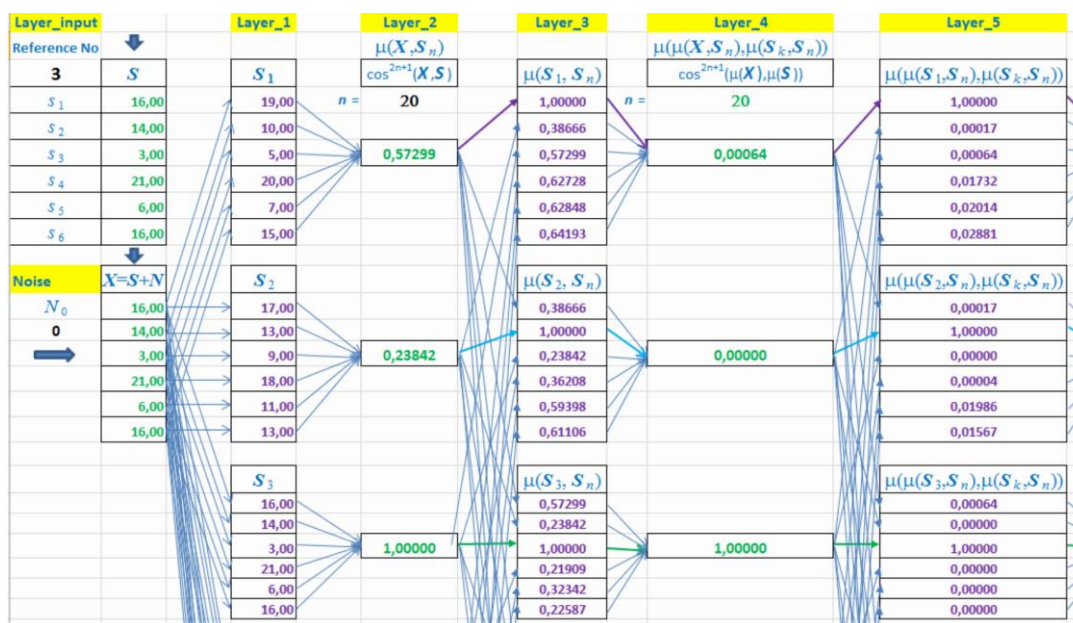 Layer_input Layer_1 Layer_2 Layer_3 Layer_4 Layer_5
Reference No μ(X,Sₙ) μ(μ(X,Sₙ),μ(Sₖ,Sₙ))
3 S S₁ cos²ⁿ⁺¹(X,S) μ(S₁, Sₙ) cos²ⁿ⁺¹(μ(X),μ(S)) μ(μ(S₁,Sₙ),μ(Sₖ,Sₙ))
s₁ 16,00 19,00 n = 20 1,00000 n = 20 1,00000
s₂ 14,00 10,00 0,38666 0,00017
s₃ 3,00 5,00 0,57299 0,57299 0,00064 0,00064
s₄ 21,00 20,00 0,62728 0,01732
s₅ 6,00 7,00 0,62848 0,02014
s₆ 16,00 15,00 0,64193 0,02881
Noise X=S+N S₂ μ(S₂, Sₙ) μ(μ(S₂,Sₙ),μ(Sₖ,Sₙ))
N₀ 16,00 17,00 0,38666 0,00017
0 14,00 13,00 1,00000 1,00000
3,00 9,00 0,23842 0,23842 0,00000 0,00000
21,00 18,00 0,36208 0,00004
6,00 11,00 0,59398 0,01986
16,00 13,00 0,61106 0,01567
S₃ μ(S₃, Sₙ) μ(μ(S₃,Sₙ),μ(Sₖ,Sₙ))
16,00 0,57299 0,00064
14,00 0,23842 0,00000
3,00 1,00000 1,00000 1,00000 1,00000
21,00 0,21909 0,00000
6,00 0,32342 0,00000
16,00 0,22587 0,00000